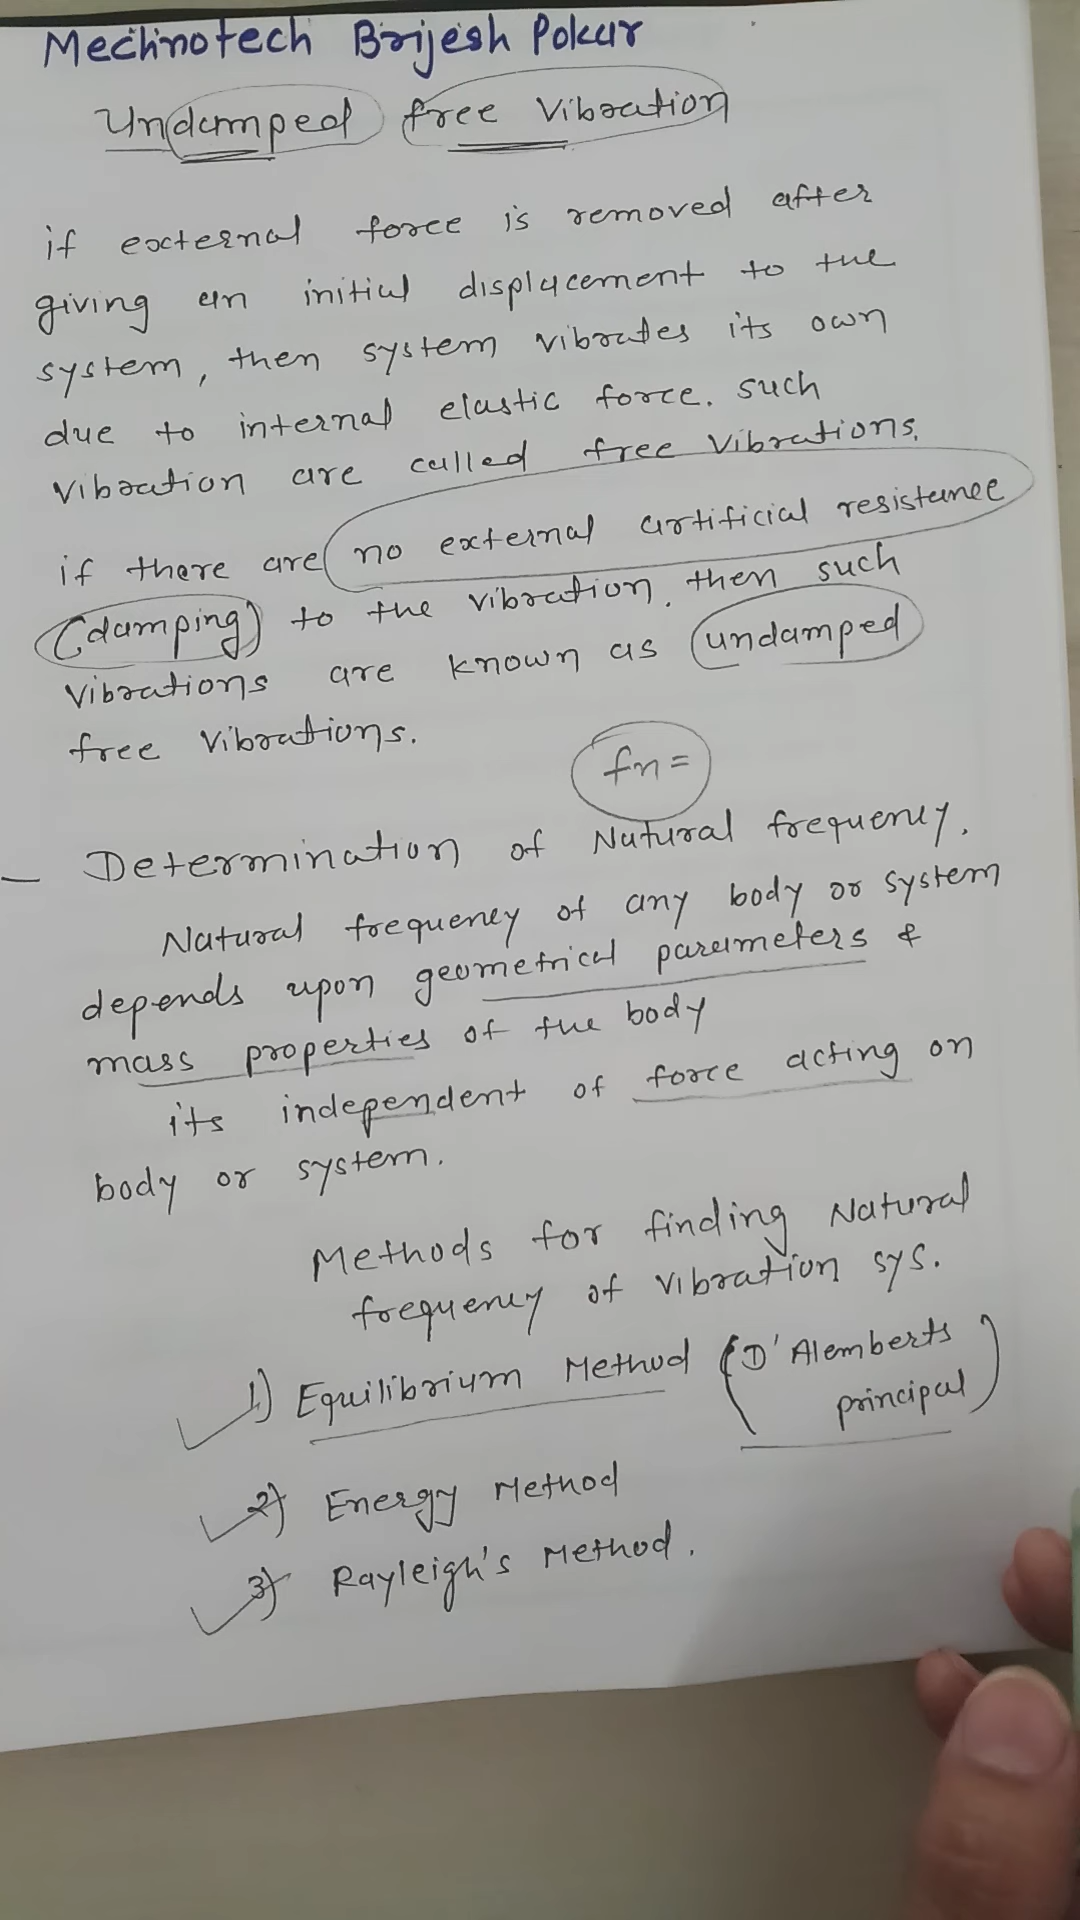 Mechnotech Brijesh Pokar
Undamped free Vibration
if external force is removed after
giving an initial displacement to the
system, then system vibrates its own
due to internal elastic force. such
vibration are called free vibrations.
if there are no external artificial resistance
(damping) to the vibration, then such
vibrations are known as undamped
free vibrations.
fn =
Determination of Natural frequency.
Natural frequency of any body or system
depends upon geometrical parameters &
mass properties of the body
its independent of force acting on
body or system.
Methods for finding Natural
frequency of vibration sys.
1) Equilibrium Method (D'Alemberts
principal)
2) Energy Method
3) Rayleigh's Method.